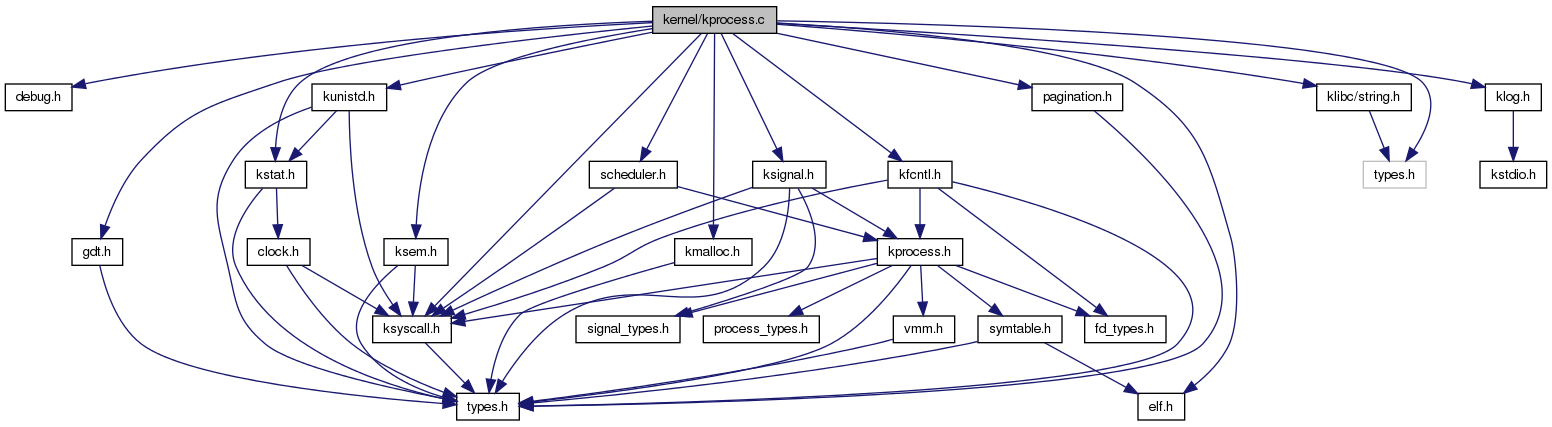 kernel/kprocess.c
debug.h
kunistd.h
pagination.h
klibc/string.h
klog.h
kstat.h
scheduler.h
ksignal.h
kfcntl.h
types.h
kstdio.h
gdt.h
clock.h
ksem.h
kmalloc.h
kprocess.h
ksyscall.h
signal_types.h
process_types.h
vmm.h
symtable.h
fd_types.h
types.h
elf.h